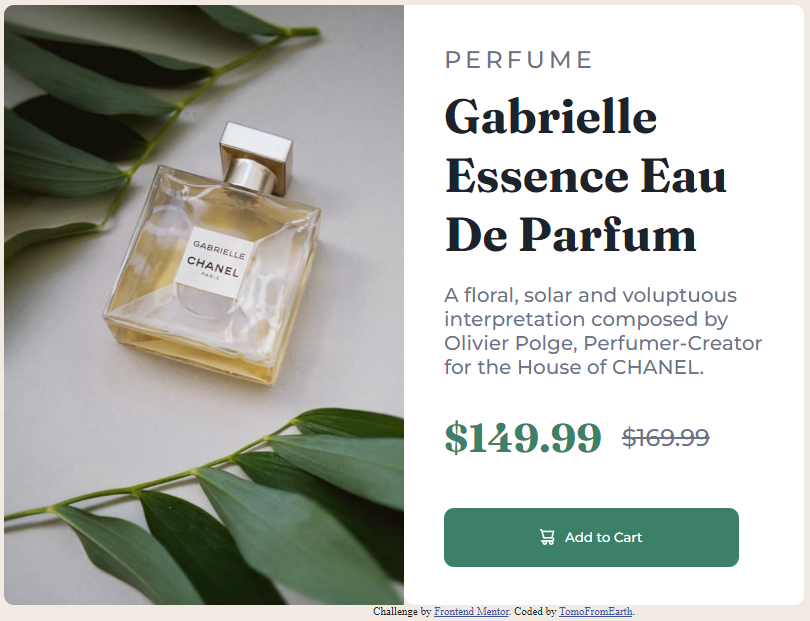 PERFUME
Gabrielle
Essence Eau
De Parfum
A floral, solar and voluptuous
interpretation composed by
Olivier Polge, Perfumer-Creator
for the House of CHANEL.
$149.99 $169.99
Add to Cart
GABRIELLE
CHANEL
PARIS
Challenge by Frontend Mentor. Coded by TomoFromEarth.